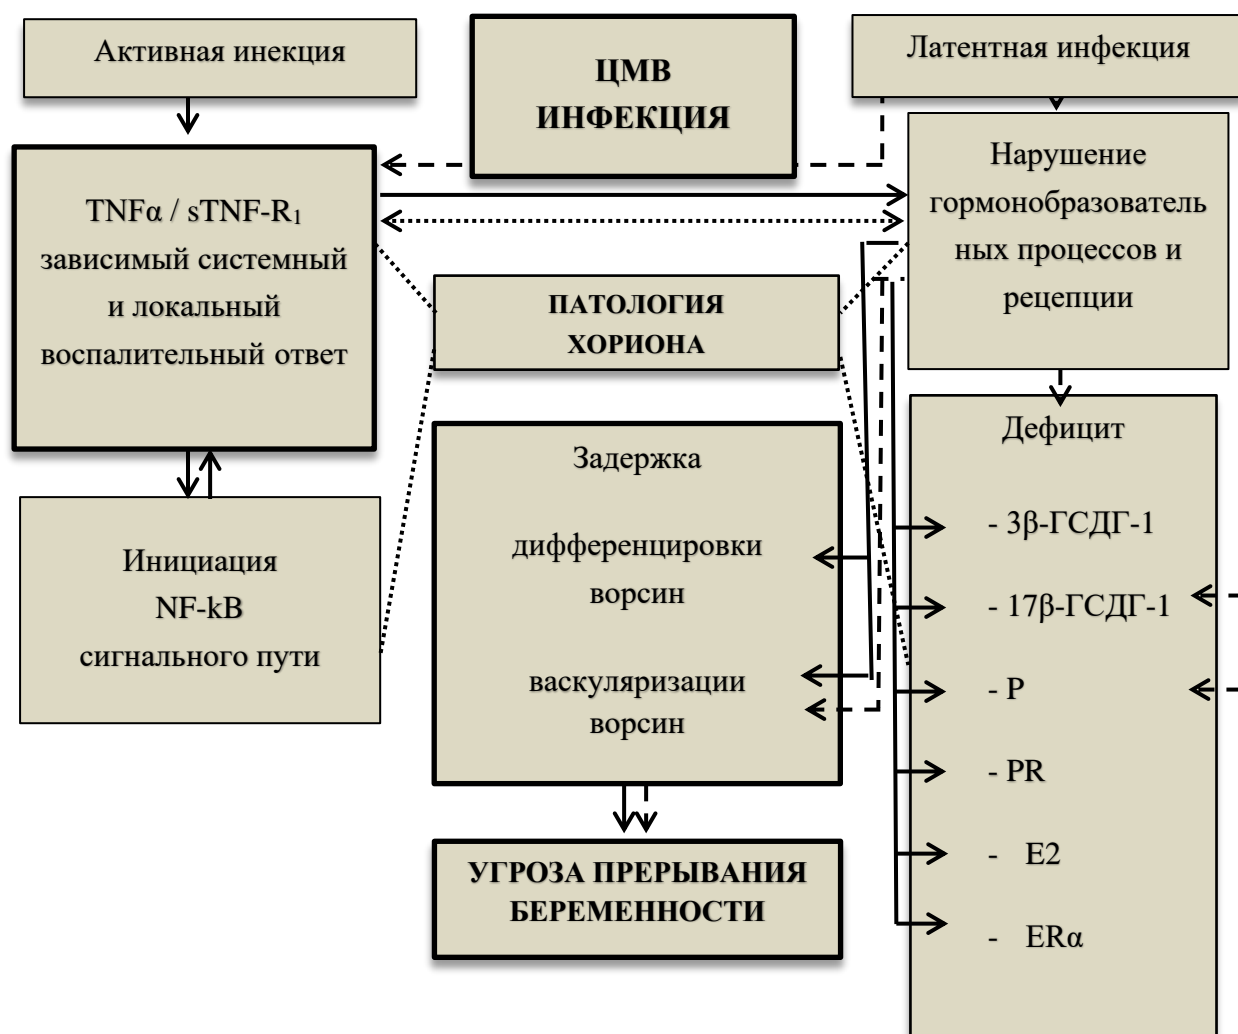 Активная инекция
ЦМВ
ИНФЕКЦИЯ
Латентная инфекция
TNFα / sTNF-R₁
зависимый системный
и локальный
воспалительный ответ
Нарушение
гормонобразователь
ных процессов и
рецепции
ПАТОЛОГИЯ
ХОРИОНА
Инициация
NF-kB
сигнального пути
Задержка
дифференцировки
ворсин
васкуляризации
ворсин
Дефицит
- 3β-ГСДГ-1
- 17β-ГСДГ-1
- P
- PR
- E2
- ERα
УГРОЗА ПРЕРЫВАНИЯ
БЕРЕМЕННОСТИ